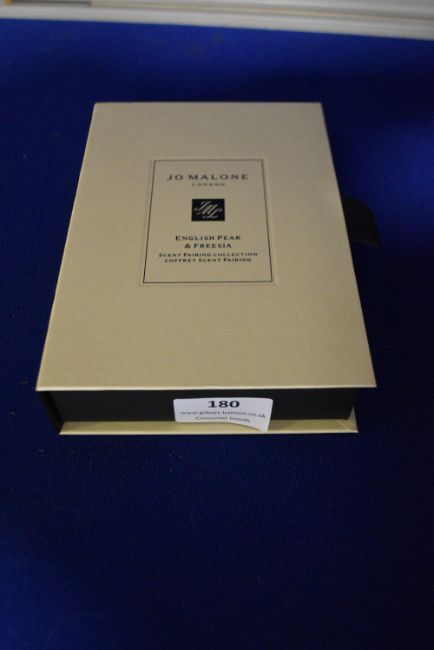 JO MALONE
LONDON
JML
ENGLISH PEAR
& FREESIA
SCENT PAIRING COLLECTION
COFFRET SCENT PAIRING
180
www.gilbert-baitson.co.uk
Consumer Goods